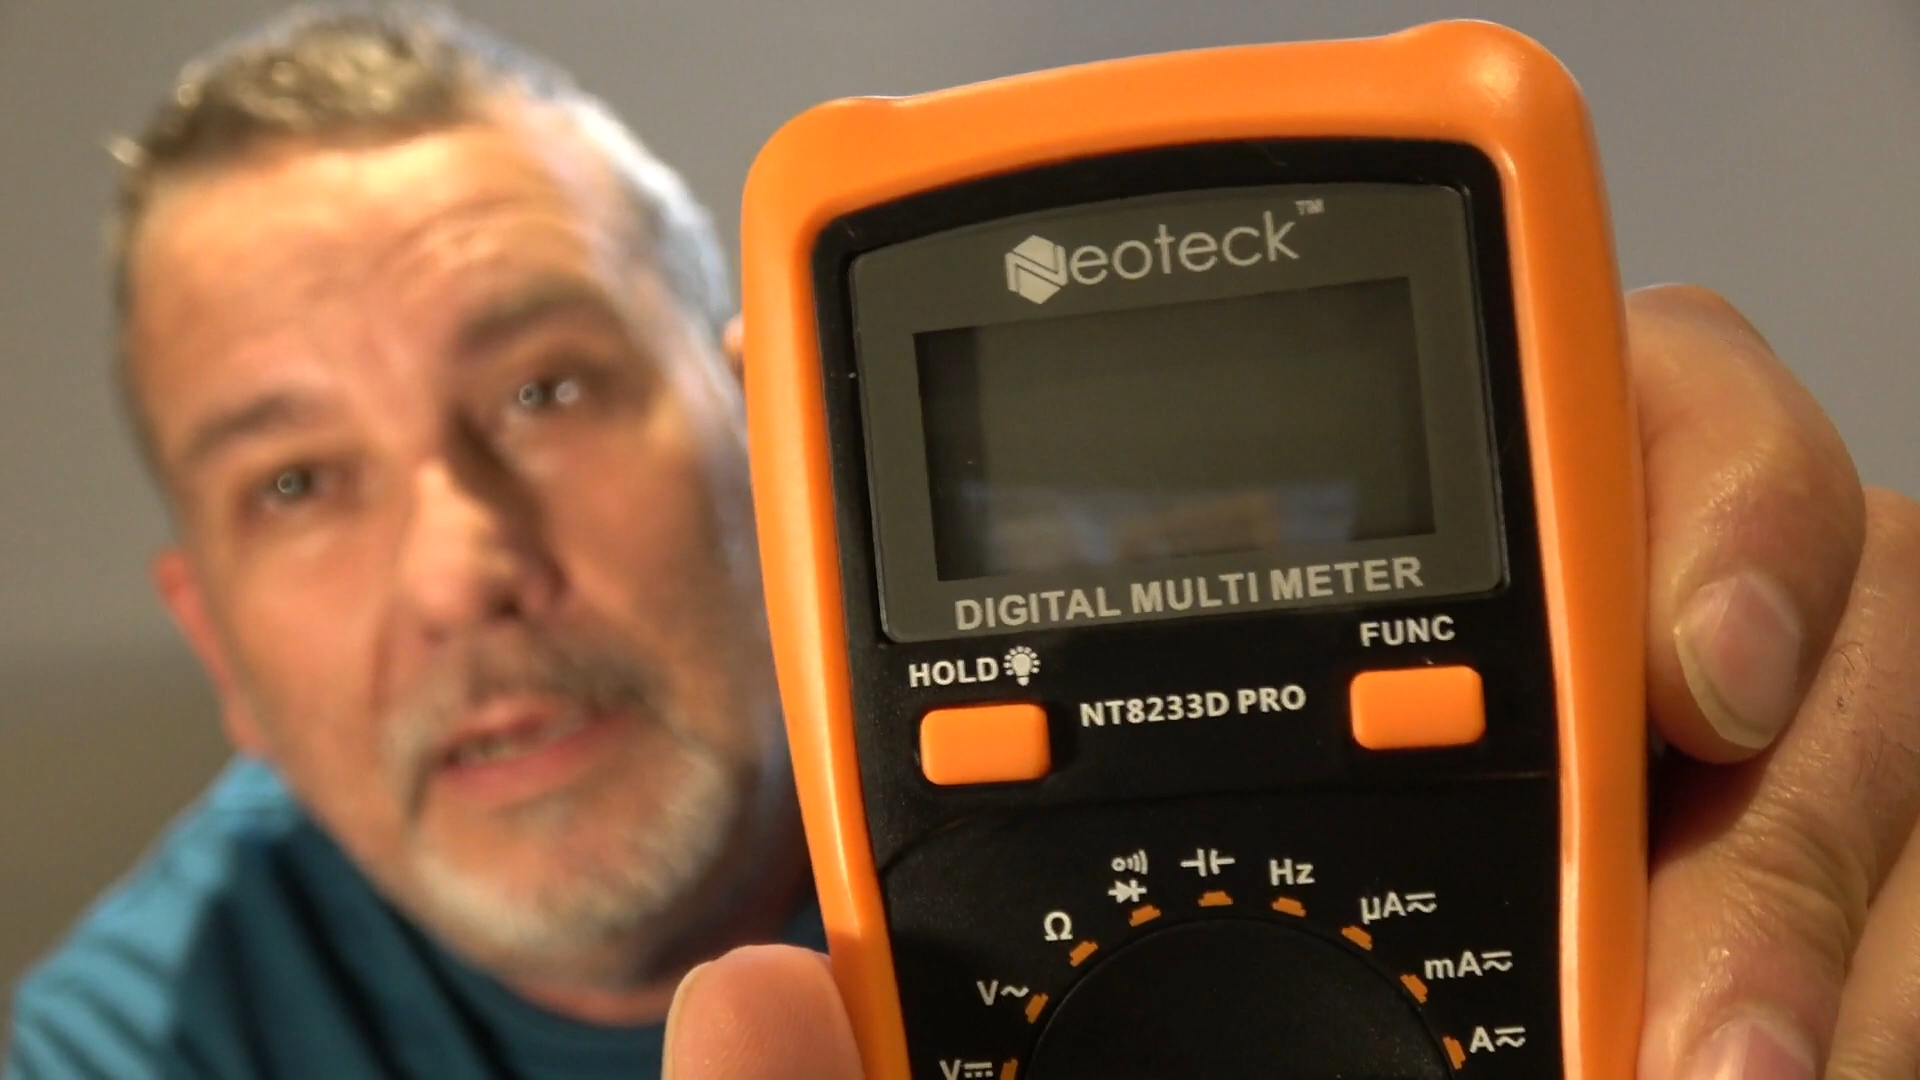 Neoteck™
DIGITAL MULTI METER
HOLD
FUNC
NT8233D PRO
Hz
Ω
µA
mA
V~
A
V